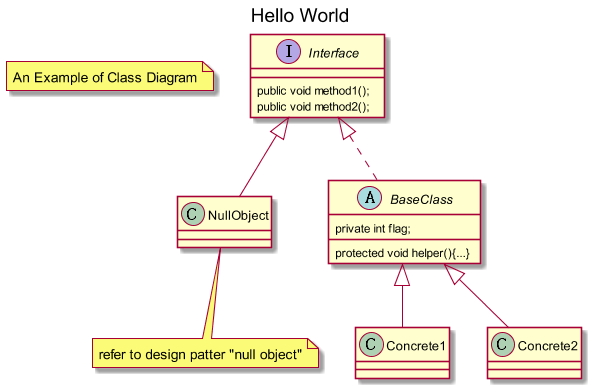 Hello World
I Interface
An Example of Class Diagram
public void method1();
public void method2();
C NullObject
A BaseClass
private int flag;
protected void helper(){...}
refer to design patter "null object"
C Concrete1
C Concrete2